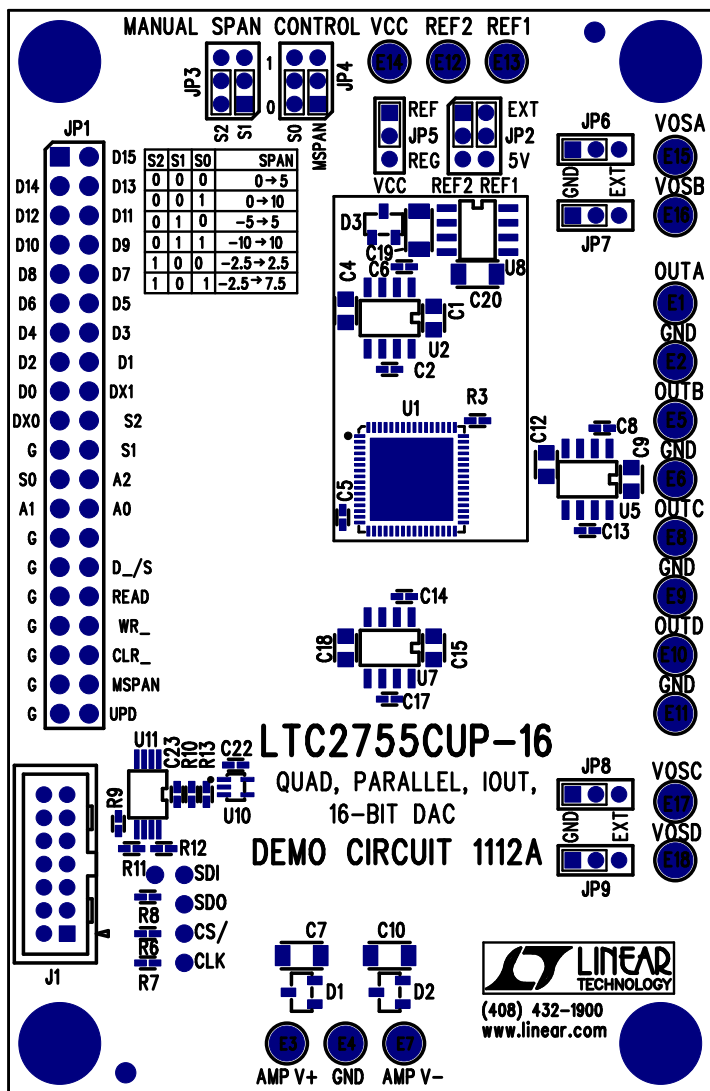 MANUAL SPAN CONTROL VCC REF2 REF1
E14 E12 E13
JP3 1 0 JP4
S2 S1 S0 MSPAN
REF JP5 REG VCC
EXT JP2 5V
REF2 REF1
JP6 VOSA
GND EXT E15
VOSB
JP7 E16
JP1
D15
D14 D13
D12 D11
D10 D9
D8 D7
D6 D5
D4 D3
D2 D1
D0 DX1
DX0 S2
G S1
S0 A2
A1 A0
G
G D_/S
G READ
G WR_
G CLR_
G MSPAN
G UPD
S2 S1 S0 SPAN
0 0 0 0→5
0 0 1 0→10
0 1 0 -5→5
0 1 1 -10→10
1 0 0 -2.5→2.5
1 0 1 -2.5→7.5
D3
C19
U8
C6
C4
C20
C1
U2
C2
R3
U1
C5
OUTA
E1
GND
E2
OUTB
E5
GND
E6
OUTC
E8
GND
E9
OUTD
E10
GND
E11
C12
C8
C9
U5
C13
C14
C18
C15
U7
C17
LTC2755CUP-16
QUAD, PARALLEL, IOUT,
16-BIT DAC
DEMO CIRCUIT 1112A
U11
C23
R10
R13
C22
U10
R9
R11
R12
SDI
R8
SDO
R6
CS/
R7
CLK
J1
JP8 VOSC
GND EXT E17
VOSD
JP9 E18
C7
C10
D1
D2
E3 E4 E7
AMP V+ GND AMP V-
LINEAR
TECHNOLOGY
(408) 432-1900
www.linear.com